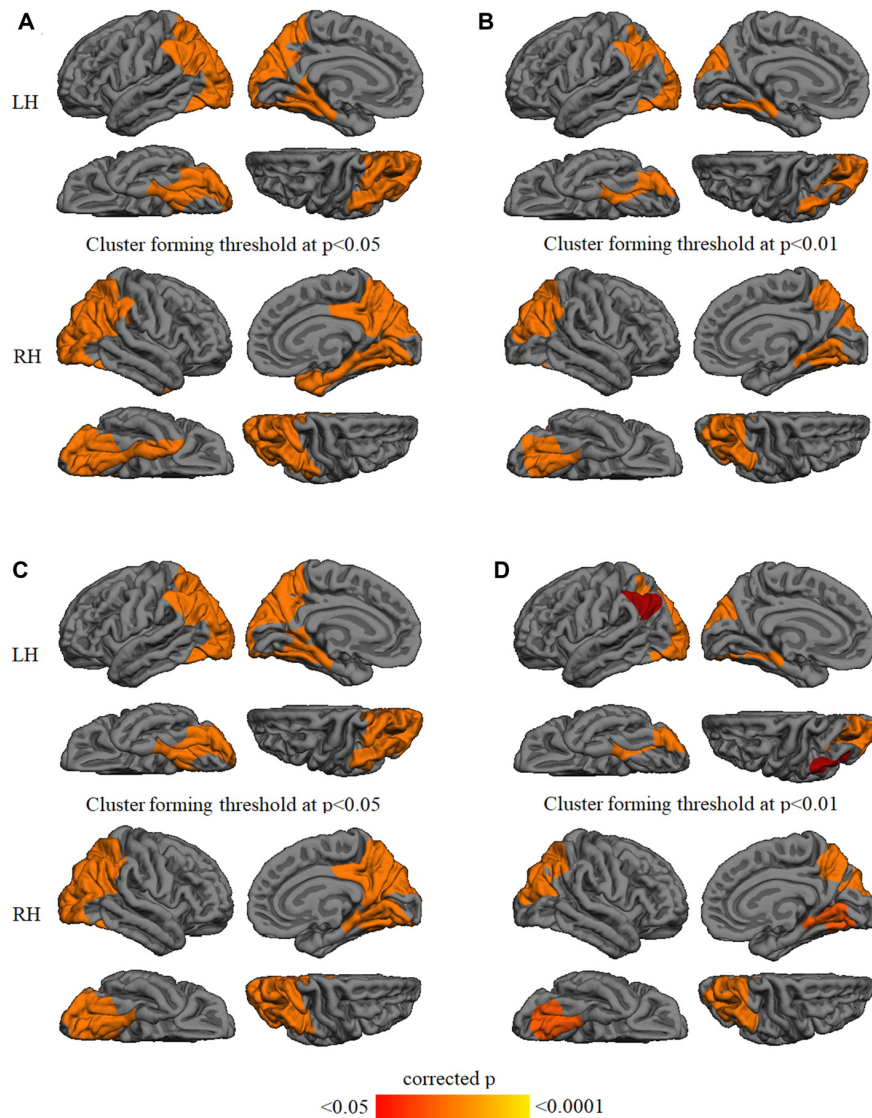 A B
LH
Cluster forming threshold at p<0.05 Cluster forming threshold at p<0.01
RH
C D
LH
Cluster forming threshold at p<0.05 Cluster forming threshold at p<0.01
RH
corrected p
<0.05 <0.0001